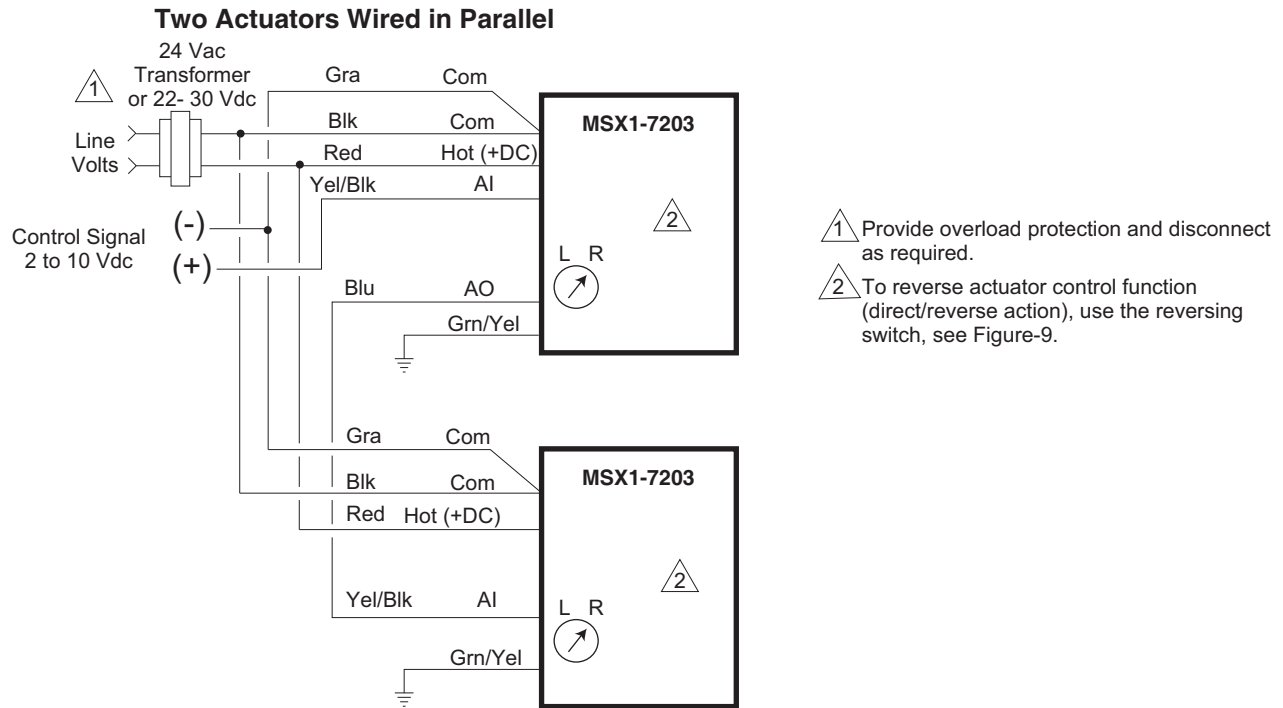 Two Actuators Wired in Parallel
24 Vac
Transformer
or 22- 30 Vdc
1
Line
Volts
Gra Com
Blk Com
Red Hot (+DC)
Yel/Blk AI
MSX1-7203
2
Control Signal
2 to 10 Vdc
(-)
(+)
L R
Blu AO
Grn/Yel
1 Provide overload protection and disconnect
as required.
2 To reverse actuator control function
(direct/reverse action), use the reversing
switch, see Figure-9.
Gra Com
Blk Com
Red Hot (+DC)
MSX1-7203
2
Yel/Blk AI
L R
Grn/Yel